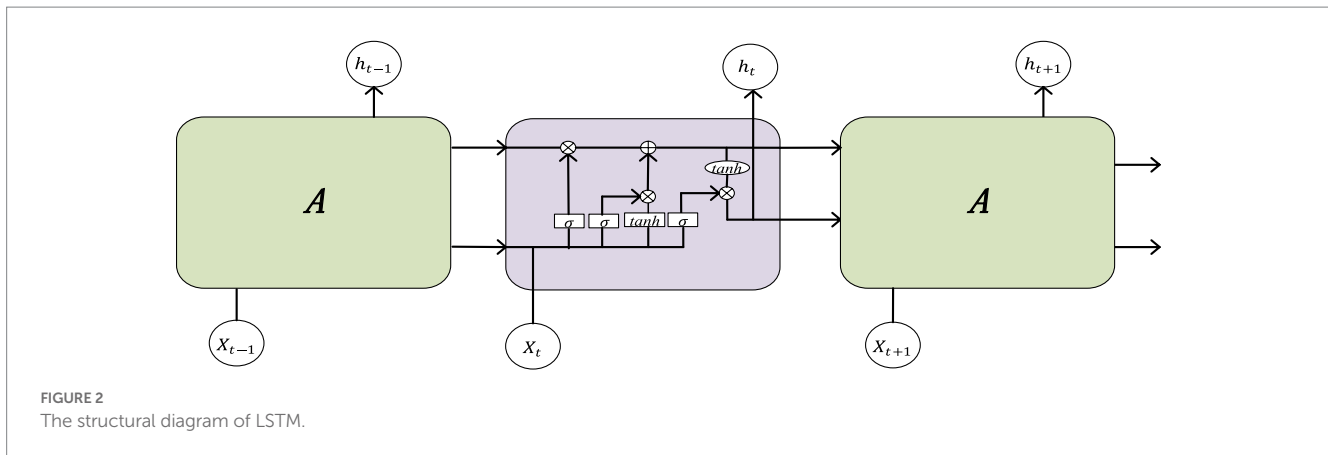 h_{t-1} h_t h_{t+1}
⊗ ⊕
tanh
A ⊗ ⊗ A
σ σ tanh σ
X_{t-1} X_t X_{t+1}
FIGURE 2
The structural diagram of LSTM.